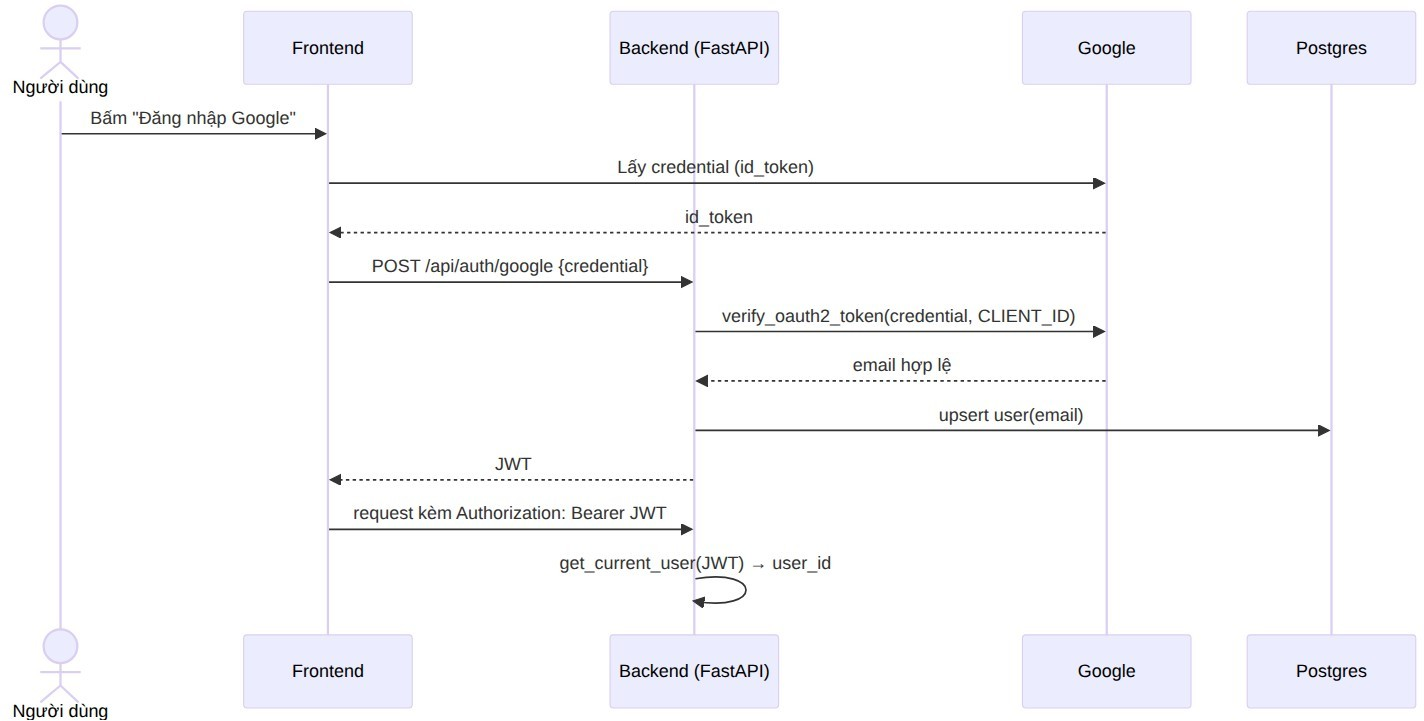 Người dùng
Frontend
Backend (FastAPI)
Google
Postgres
Bấm "Đăng nhập Google"
Lấy credential (id_token)
id_token
POST /api/auth/google {credential}
verify_oauth2_token(credential, CLIENT_ID)
email hợp lệ
upsert user(email)
JWT
request kèm Authorization: Bearer JWT
get_current_user(JWT) → user_id
Người dùng
Frontend
Backend (FastAPI)
Google
Postgres